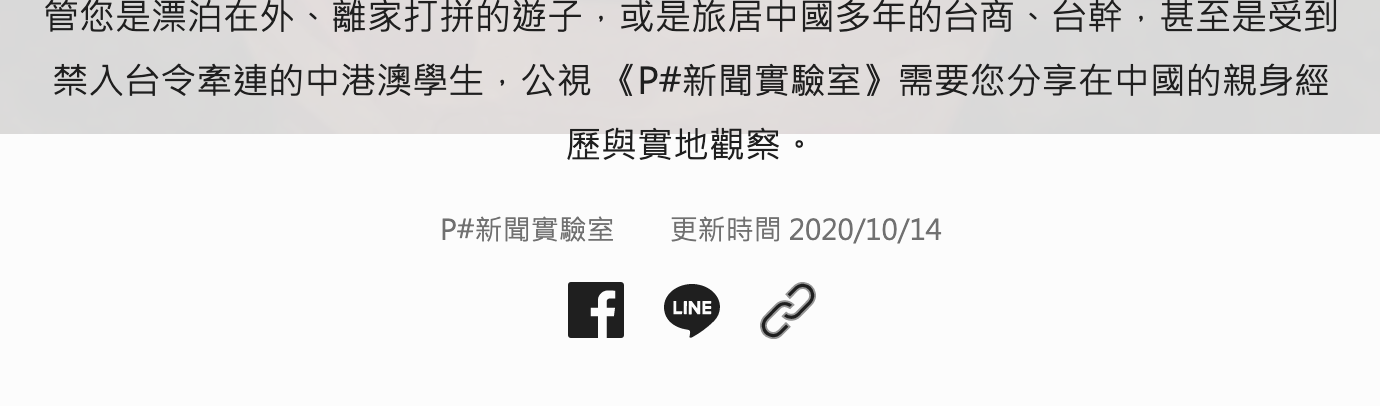 管您是漂泊在外、離家打拼的遊子，或是旅居中國多年的台商、台幹，甚至是受到
禁入台令牽連的中港澳學生，公視 《P#新聞實驗室》需要您分享在中國的親身經
歷與實地觀察。
P#新聞實驗室 更新時間 2020/10/14
LINE